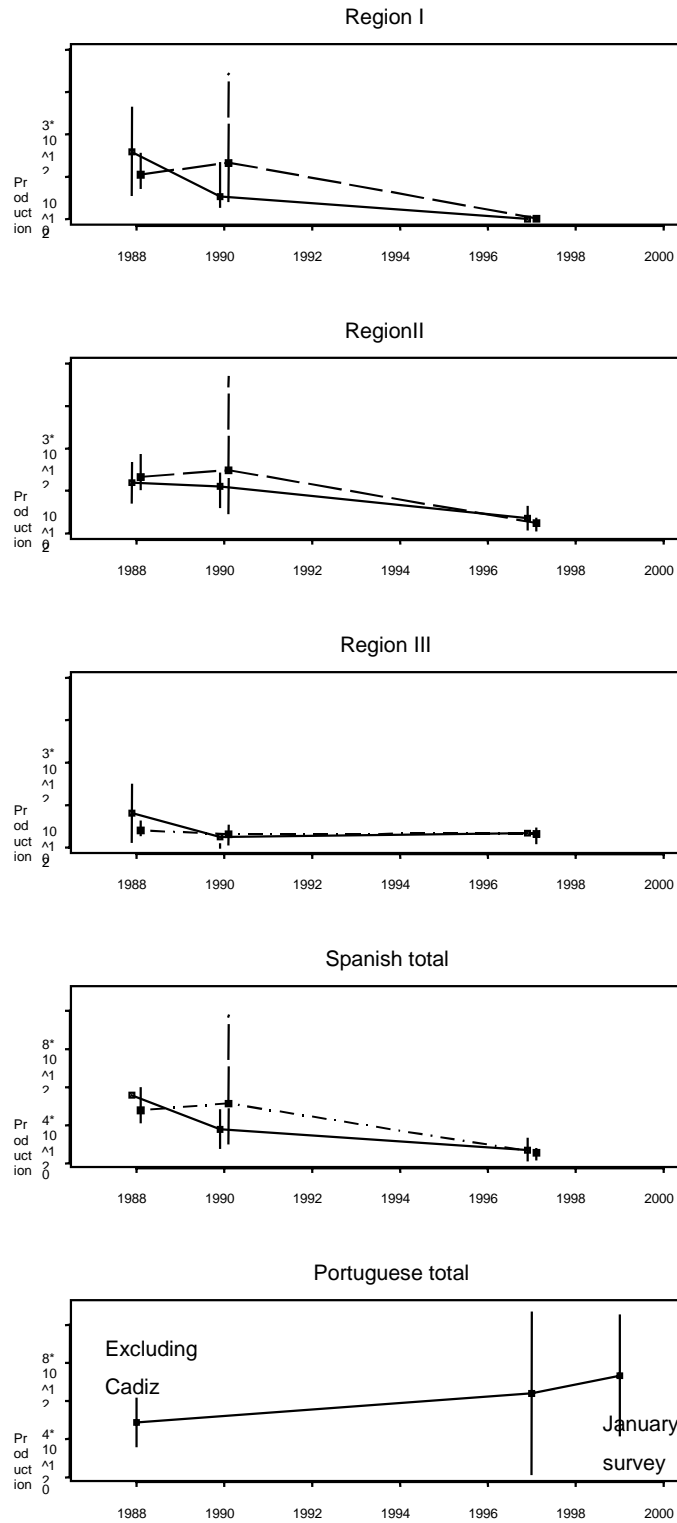 Region I
3*
10
^1
2
Pr
od
uct
ion
10
^1
2
0
1988 1990 1992 1994 1996 1998 2000
RegionII
3*
10
^1
2
Pr
od
uct
ion
10
^1
2
0
1988 1990 1992 1994 1996 1998 2000
Region III
3*
10
^1
2
Pr
od
uct
ion
10
^1
2
0
1988 1990 1992 1994 1996 1998 2000
Spanish total
8*
10
^1
2
Pr
od
uct
ion
4*
10
^1
2
0
1988 1990 1992 1994 1996 1998 2000
Portuguese total
Excluding
Cadiz
8*
10
^1
2
Pr
od
uct
ion
4*
10
^1
2
0
January
survey
1988 1990 1992 1994 1996 1998 2000